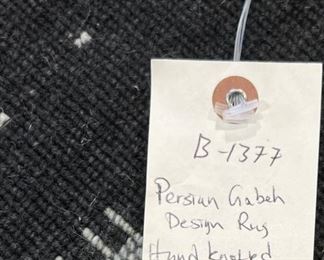 B-1377
Persian Gabeh
Design Rug
Hand Knotted